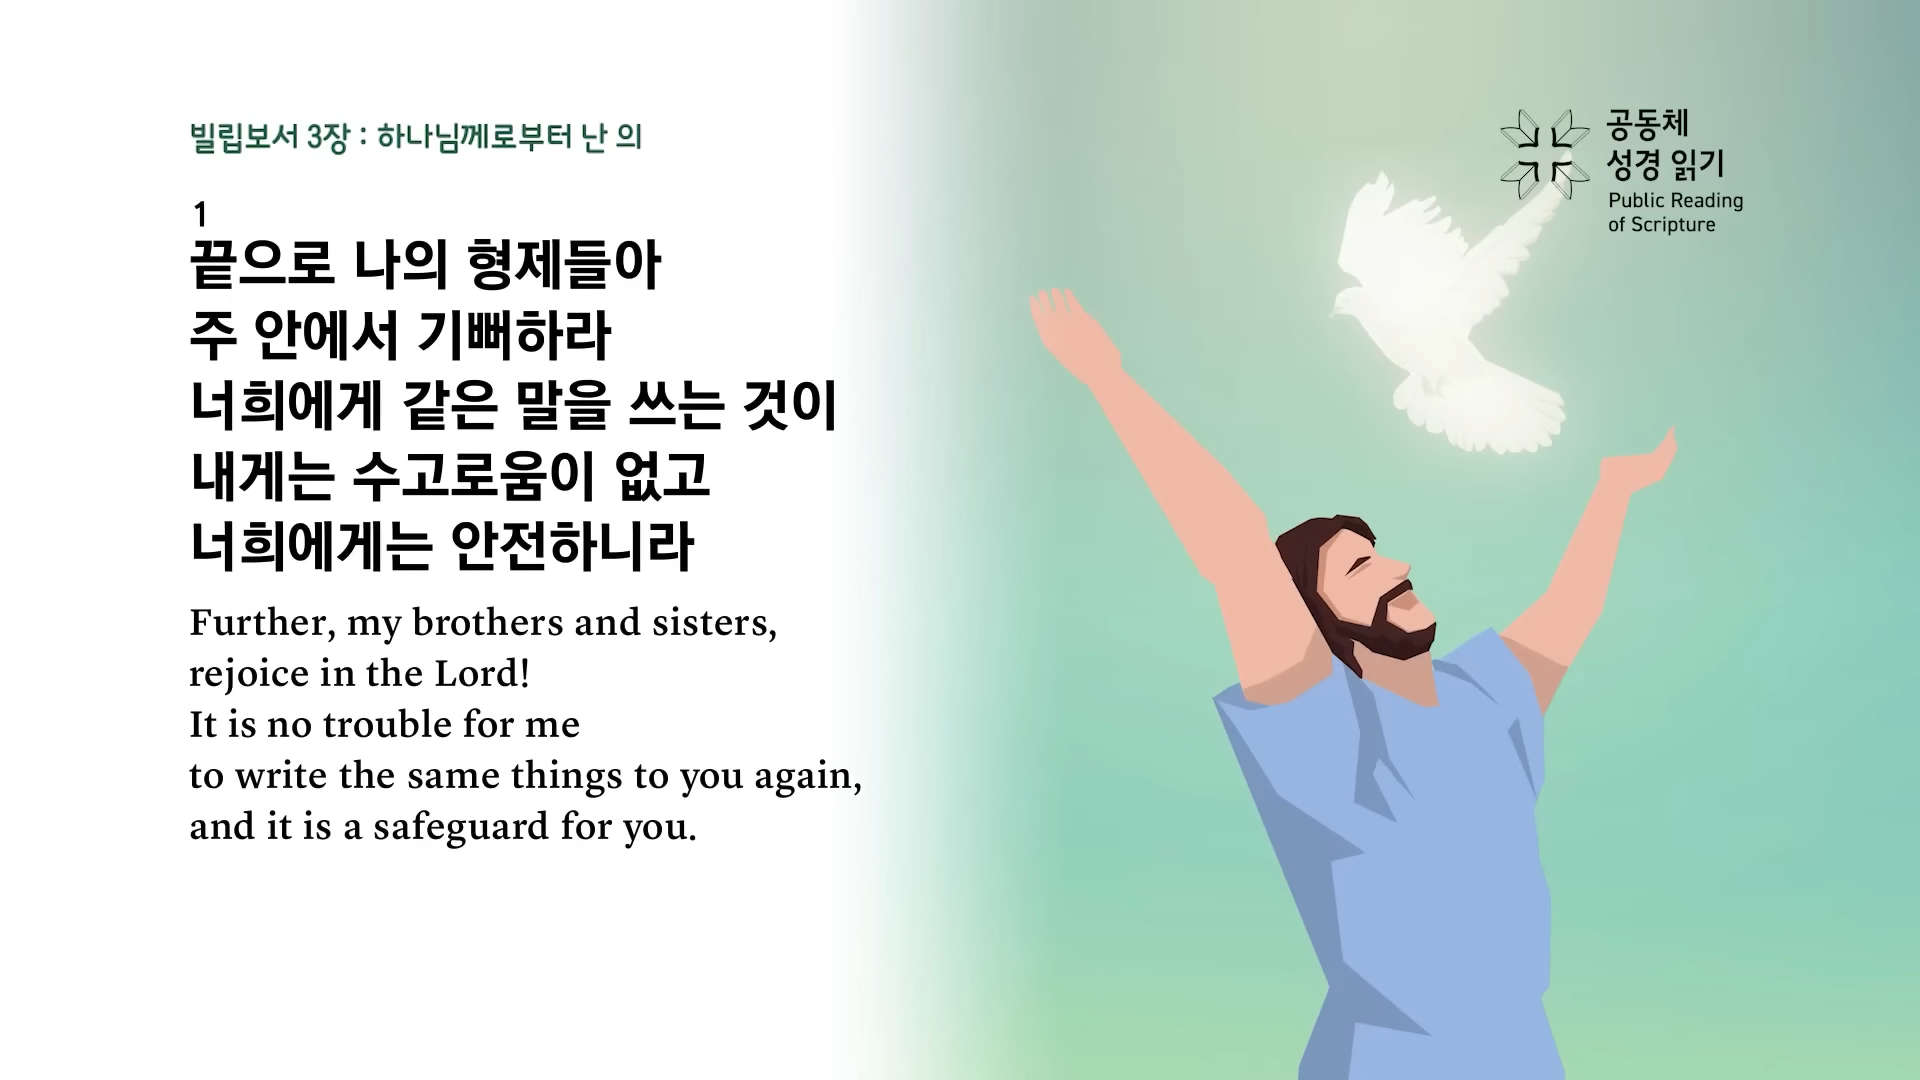 빌립보서 3장 : 하나님께로부터 난 의
1
끝으로 나의 형제들아
주 안에서 기뻐하라
너희에게 같은 말을 쓰는 것이
내게는 수고로움이 없고
너희에게는 안전하니라
Further, my brothers and sisters,
rejoice in the Lord!
It is no trouble for me
to write the same things to you again,
and it is a safeguard for you.
공동체
성경 읽기
Public Reading
of Scripture